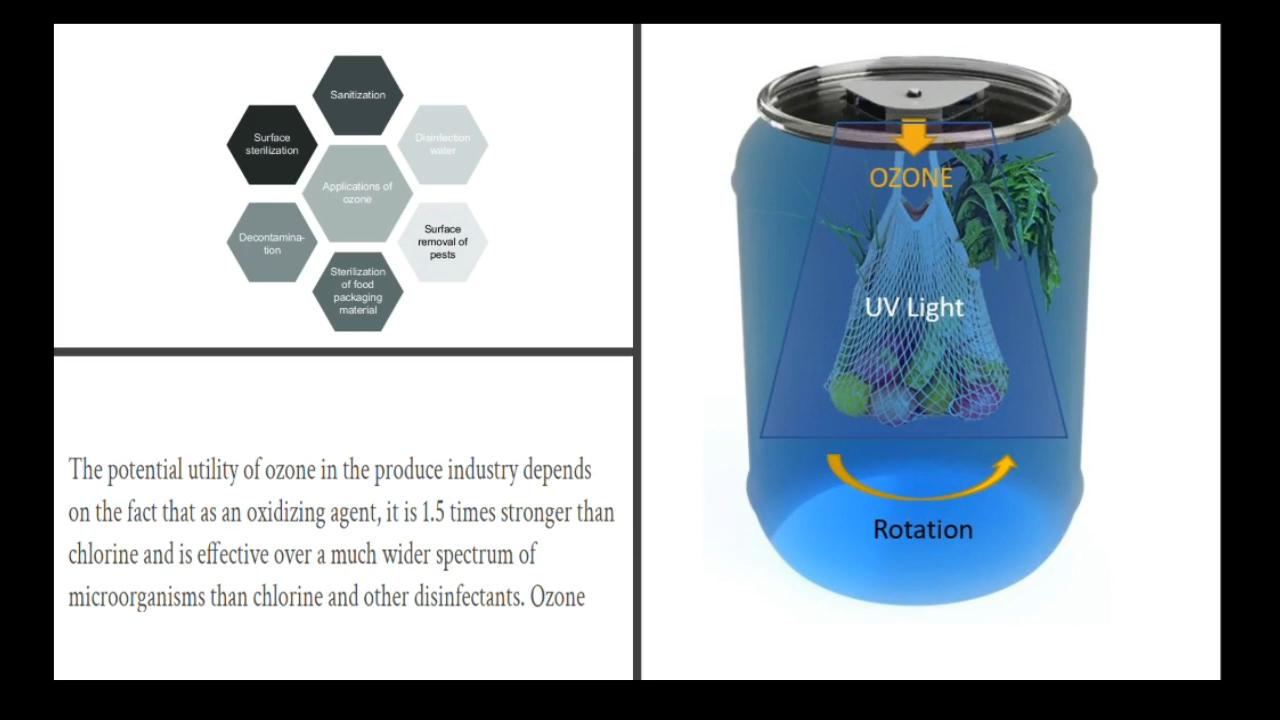 Sanitization
Surface
sterilization
Disinfection
water
Applications of
ozone
Decontamina-
tion
Surface
removal of
pests
Sterilization
of food
packaging
material
The potential utility of ozone in the produce industry depends
on the fact that as an oxidizing agent, it is 1.5 times stronger than
chlorine and is effective over a much wider spectrum of
microorganisms than chlorine and other disinfectants. Ozone
OZONE
UV Light
Rotation